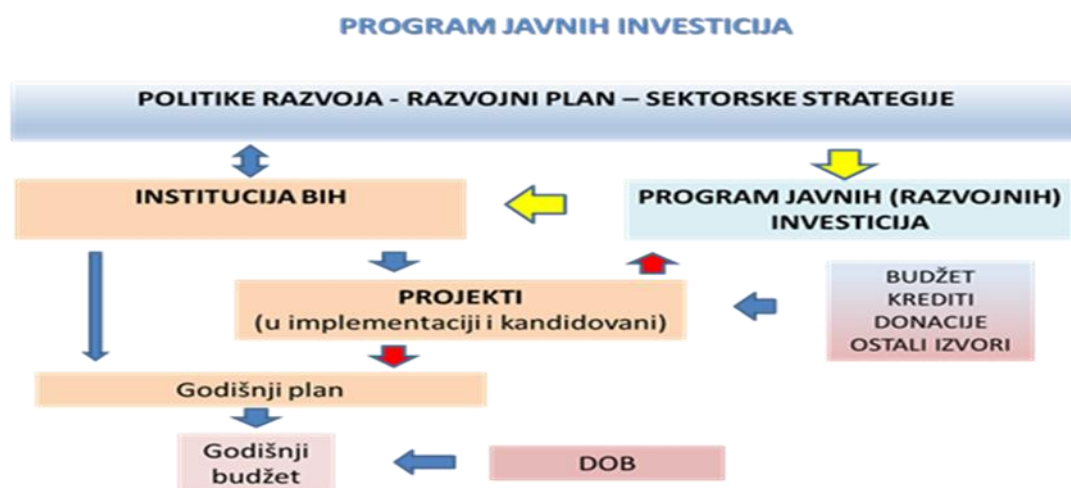 PROGRAM JAVNIH INVESTICIJA
POLITIKE RAZVOJA - RAZVOJNI PLAN – SEKTORSKE STRATEGIJE
INSTITUCIJA BIH
PROGRAM JAVNIH (RAZVOJNIH)
INVESTICIJA
PROJEKTI
(u implementaciji i kandidovani)
BUDŽET
KREDITI
DONACIJE
OSTALI IZVORI
Godišnji plan
Godišnji
budžet
DOB